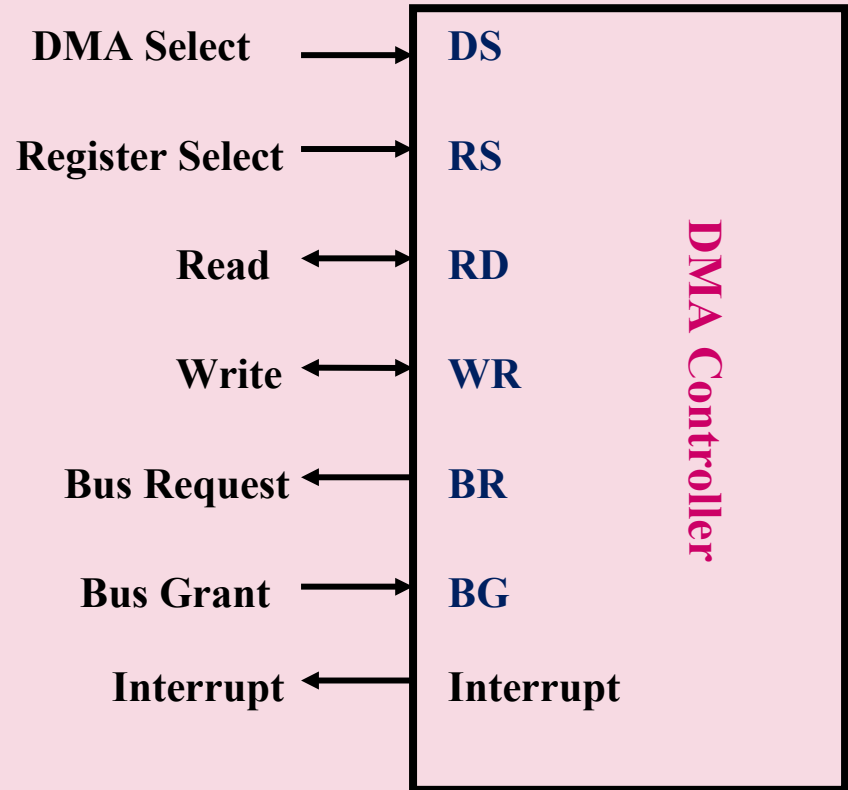 DMA Select DS
Register Select RS
Read RD
Write WR
Bus Request BR
Bus Grant BG
Interrupt Interrupt
DMA Controller